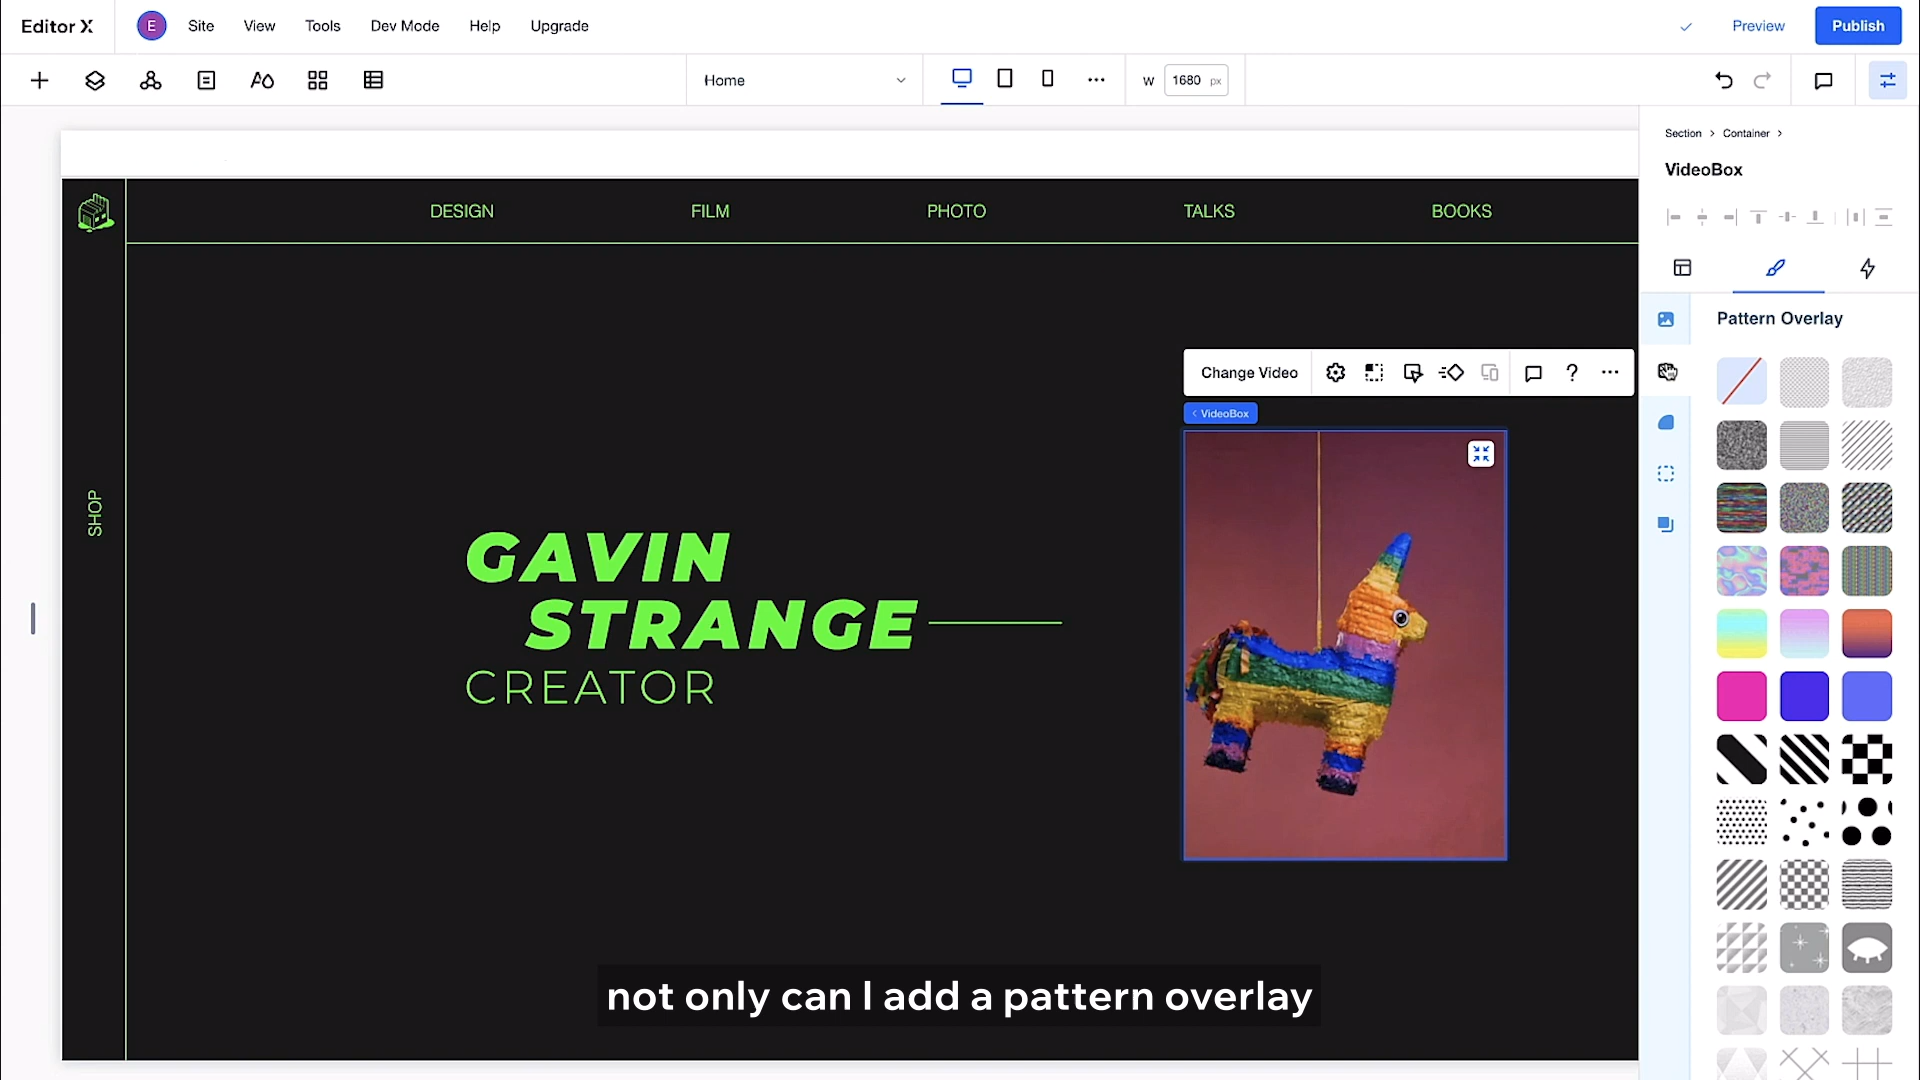 Editor X
E
Site
View
Tools
Dev Mode
Help
Upgrade
Preview
Publish
Home
W
1680
px
Section > Container >
VideoBox
DESIGN
FILM
PHOTO
TALKS
BOOKS
Pattern Overlay
Change Video
?
< VideoBox
SHOP
GAVIN
STRANGE
CREATOR
not only can I add a pattern overlay